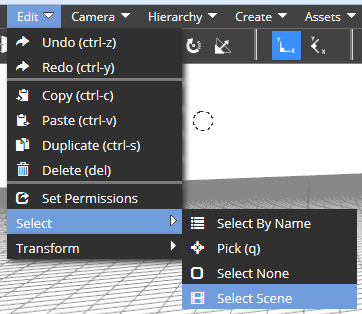 Edit Camera Hierarchy Create Assets
Undo (ctrl-z)
Redo (ctrl-y)
Copy (ctrl-c)
Paste (ctrl-v)
Duplicate (ctrl-s)
Delete (del)
Set Permissions
Select
Transform
Select By Name
Pick (q)
Select None
Select Scene